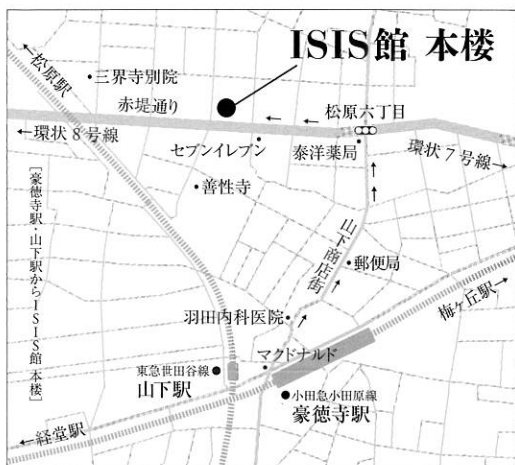 ISIS館 本楼
←松原駅
・三界寺別院
赤堤通り
松原六丁目
←環状8号線
セブンイレブン
泰洋薬局
環状7号線→
・善性寺
[豪徳寺駅・山下駅からISIS館 本楼]
山下商店街
・郵便局
梅ヶ丘駅→
羽田内科医院・
マクドナルド
東急世田谷線
山下駅
●小田急小田原線
豪徳寺駅
←経堂駅